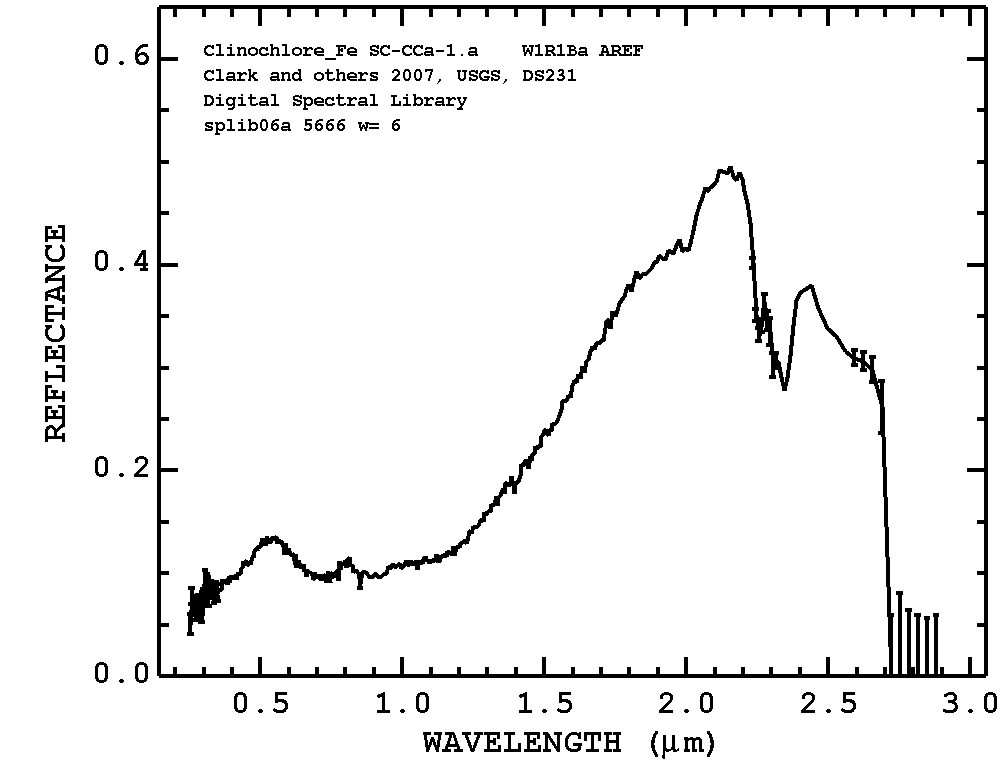 Clinochlore_Fe SC-CCa-1.a    W1R1Ba AREF
Clark and others 2007, USGS, DS231
Digital Spectral Library
splib06a 5666 w= 6
REFLECTANCE
0.6
0.4
0.2
0.0
0.5 1.0 1.5 2.0 2.5 3.0
WAVELENGTH (μm)